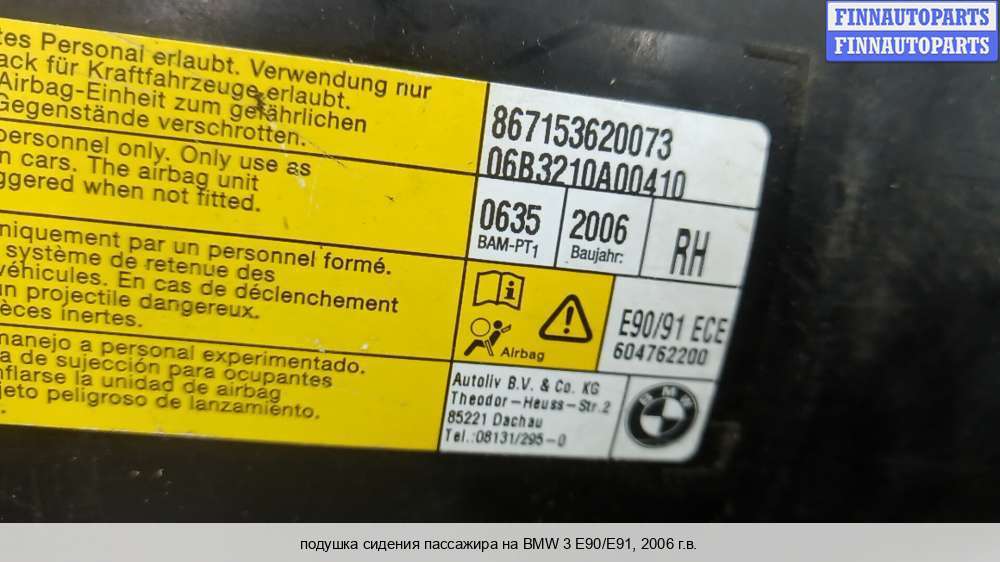 FINNAUTOPARTS
FINNAUTOPARTS
tes Personal erlaubt. Verwendung nur
ack für Kraftfahrzeuge erlaubt.
Airbag-Einheit zum gefährlichen
Gegenstände verschrotten.
personnel only. Only use as
n cars. The airbag unit
ggered when not fitted.
niquement par un personnel formé.
système de retenue des
véhicules. En cas de déclenchement
un projectile dangereux.
èces inertes.
manejo a personal experimentado.
a de sujección para ocupantes
nflarse la unidad de airbag
jeto peligroso de lanzamiento.
867153620073
06B3210A00410
0635
BAM-PT1
2006
Baujahr:
RH
i
Airbag
E90/91 ECE
604762200
Autoliv B.V. & Co. KG
Theodor-Heuss-Str.2
85221 Dachau
Tel.:08131/295-0
BMW
подушка сидения пассажира на BMW 3 E90/E91, 2006 г.в.